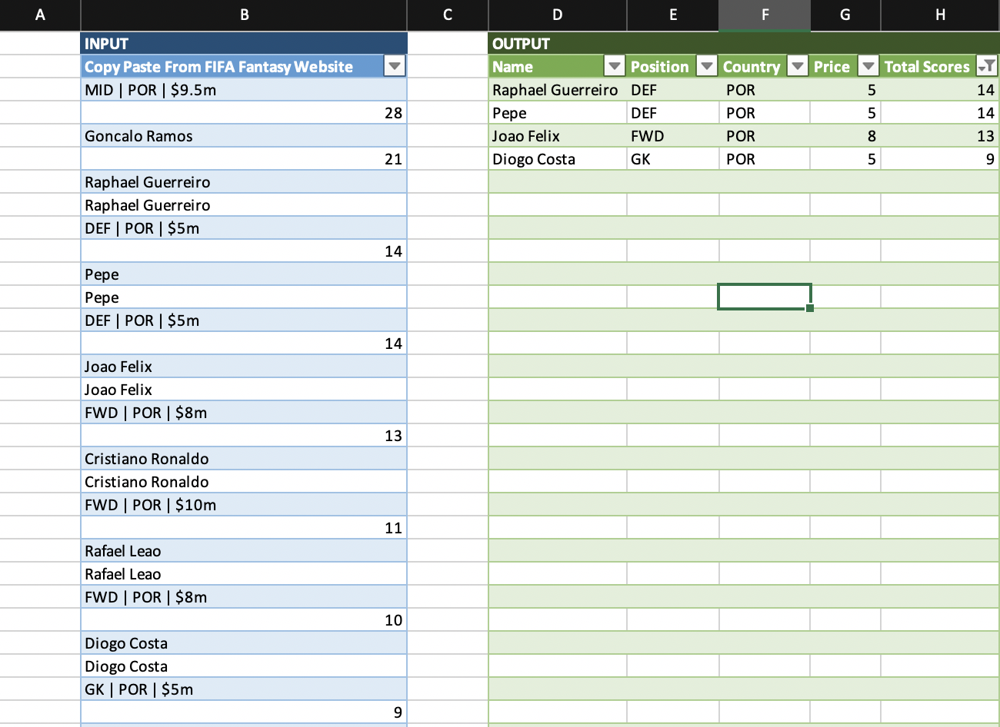 A B C D E F G H
INPUT OUTPUT
Copy Paste From FIFA Fantasy Website Name Position Country Price Total Scores
MID | POR | $9.5m Raphael Guerreiro DEF POR 5 14
28 Pepe DEF POR 5 14
Goncalo Ramos Joao Felix FWD POR 8 13
21 Diogo Costa GK POR 5 9
Raphael Guerreiro
Raphael Guerreiro
DEF | POR | $5m
14
Pepe
Pepe
DEF | POR | $5m
14
Joao Felix
Joao Felix
FWD | POR | $8m
13
Cristiano Ronaldo
Cristiano Ronaldo
FWD | POR | $10m
11
Rafael Leao
Rafael Leao
FWD | POR | $8m
10
Diogo Costa
Diogo Costa
GK | POR | $5m
9